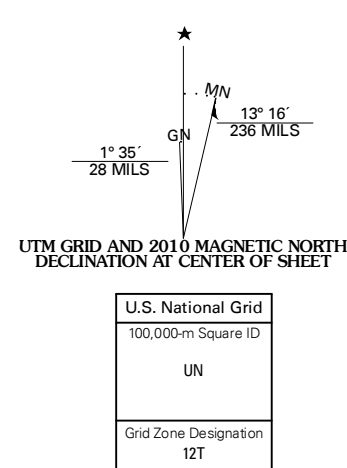 MN
13° 16´
236 MILS
GN
1° 35´
28 MILS
UTM GRID AND 2010 MAGNETIC NORTH
DECLINATION AT CENTER OF SHEET
U.S. National Grid
100,000-m Square ID
UN
Grid Zone Designation
12T